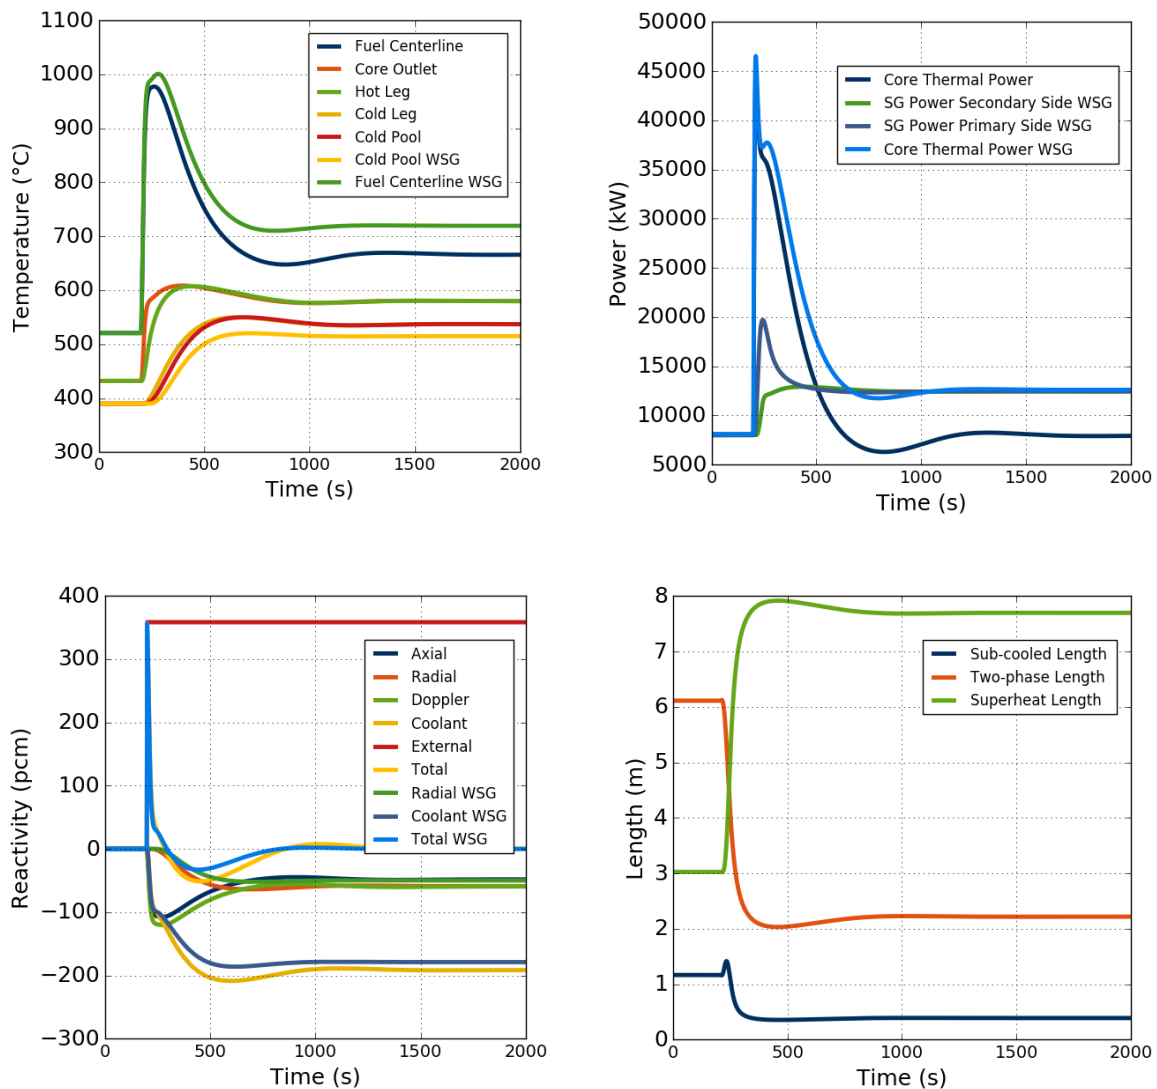 1100
1000
900
800
700
600
500
400
300
Temperature (°C)
Fuel Centerline
Core Outlet
Hot Leg
Cold Leg
Cold Pool
Cold Pool WSG
Fuel Centerline WSG
0 500 1000 1500 2000
Time (s)
50000
45000
40000
35000
30000
25000
20000
15000
10000
5000
Power (kW)
Core Thermal Power
SG Power Secondary Side WSG
SG Power Primary Side WSG
Core Thermal Power WSG
0 500 1000 1500 2000
Time (s)
400
300
200
100
0
−100
−200
−300
Reactivity (pcm)
Axial
Radial
Doppler
Coolant
External
Total
Radial WSG
Coolant WSG
Total WSG
0 500 1000 1500 2000
Time (s)
8
7
6
5
4
3
2
1
0
Length (m)
Sub-cooled Length
Two-phase Length
Superheat Length
0 500 1000 1500 2000
Time (s)